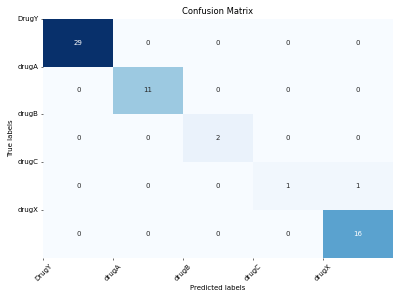 Confusion Matrix
DrugY
29 0 0 0 0
drugA
0 11 0 0 0
drugB
0 0 2 0 0
drugC
0 0 0 1 1
drugX
0 0 0 0 16
True labels
DrugY drugA drugB drugC drugX
Predicted labels